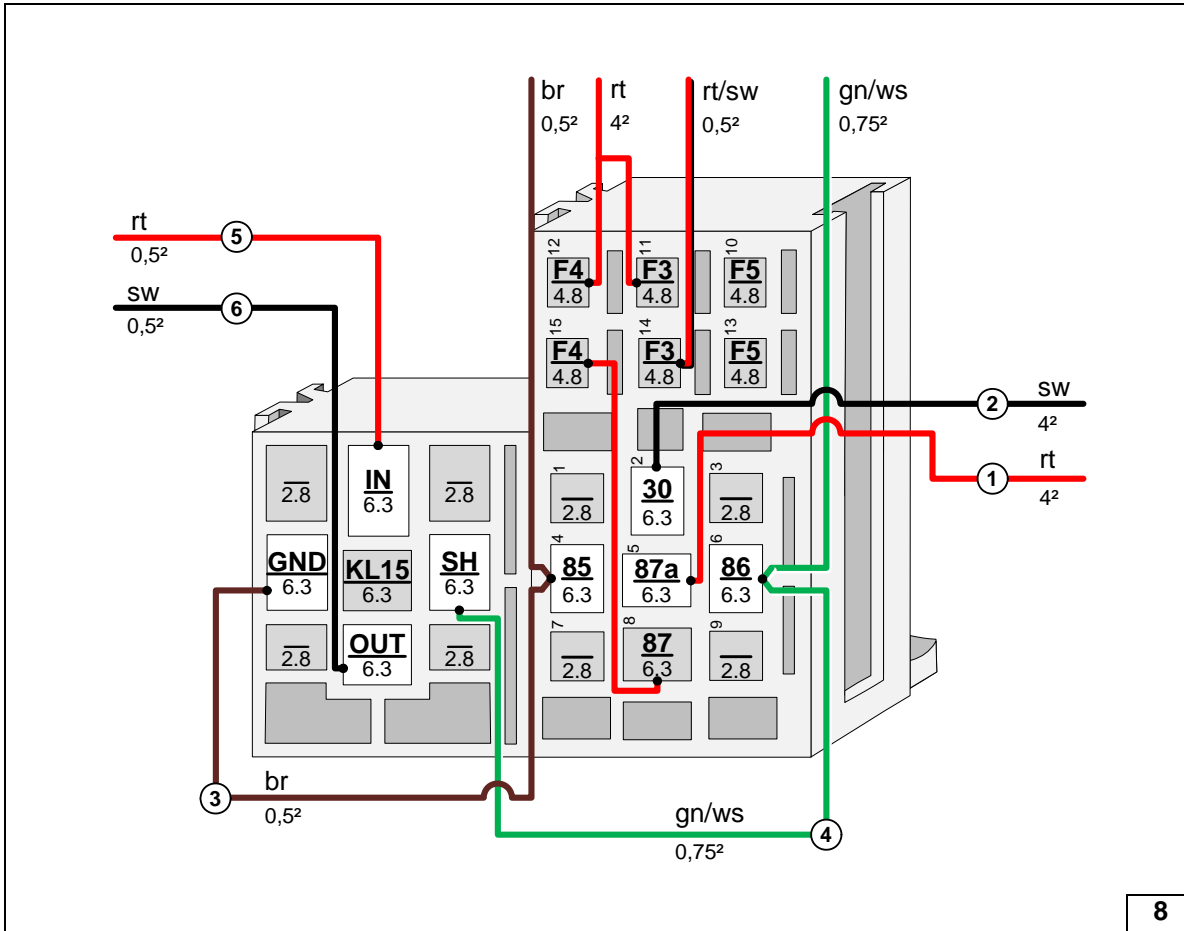 br rt rt/sw gn/ws
0,5² 4² 0,5² 0,75²
rt
5
0,5²
sw
6
0,5²
12 11 10
F4 F3 F5
4.8 4.8 4.8
15 14 13
F4 F3 F5
4.8 4.8 4.8
2 sw
4²
rt
1
4²
2.8 IN 2.8
6.3
1 2 3
2.8 30 2.8
6.3
GND KL15 SH
6.3 6.3 6.3
4 5 6
85 87a 86
6.3 6.3 6.3
2.8 OUT 2.8
6.3
7 8 9
2.8 87 2.8
6.3
br
3
0,5²
gn/ws
4
0,75²
8